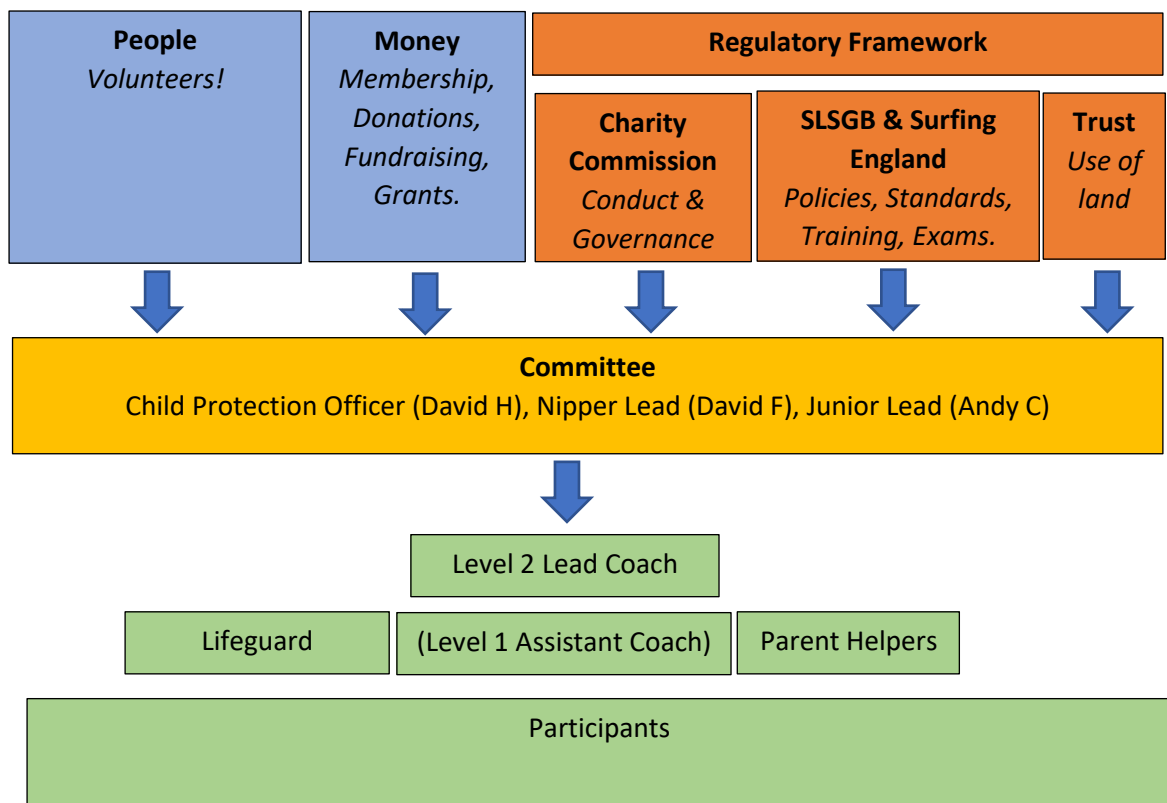 People
Volunteers!
Money
Membership,
Donations,
Fundraising,
Grants.
Regulatory Framework
Charity
Commission
Conduct &
Governance
SLSGB & Surfing
England
Policies, Standards,
Training, Exams.
Trust
Use of
land
Committee
Child Protection Officer (David H), Nipper Lead (David F), Junior Lead (Andy C)
Level 2 Lead Coach
Lifeguard
(Level 1 Assistant Coach)
Parent Helpers
Participants